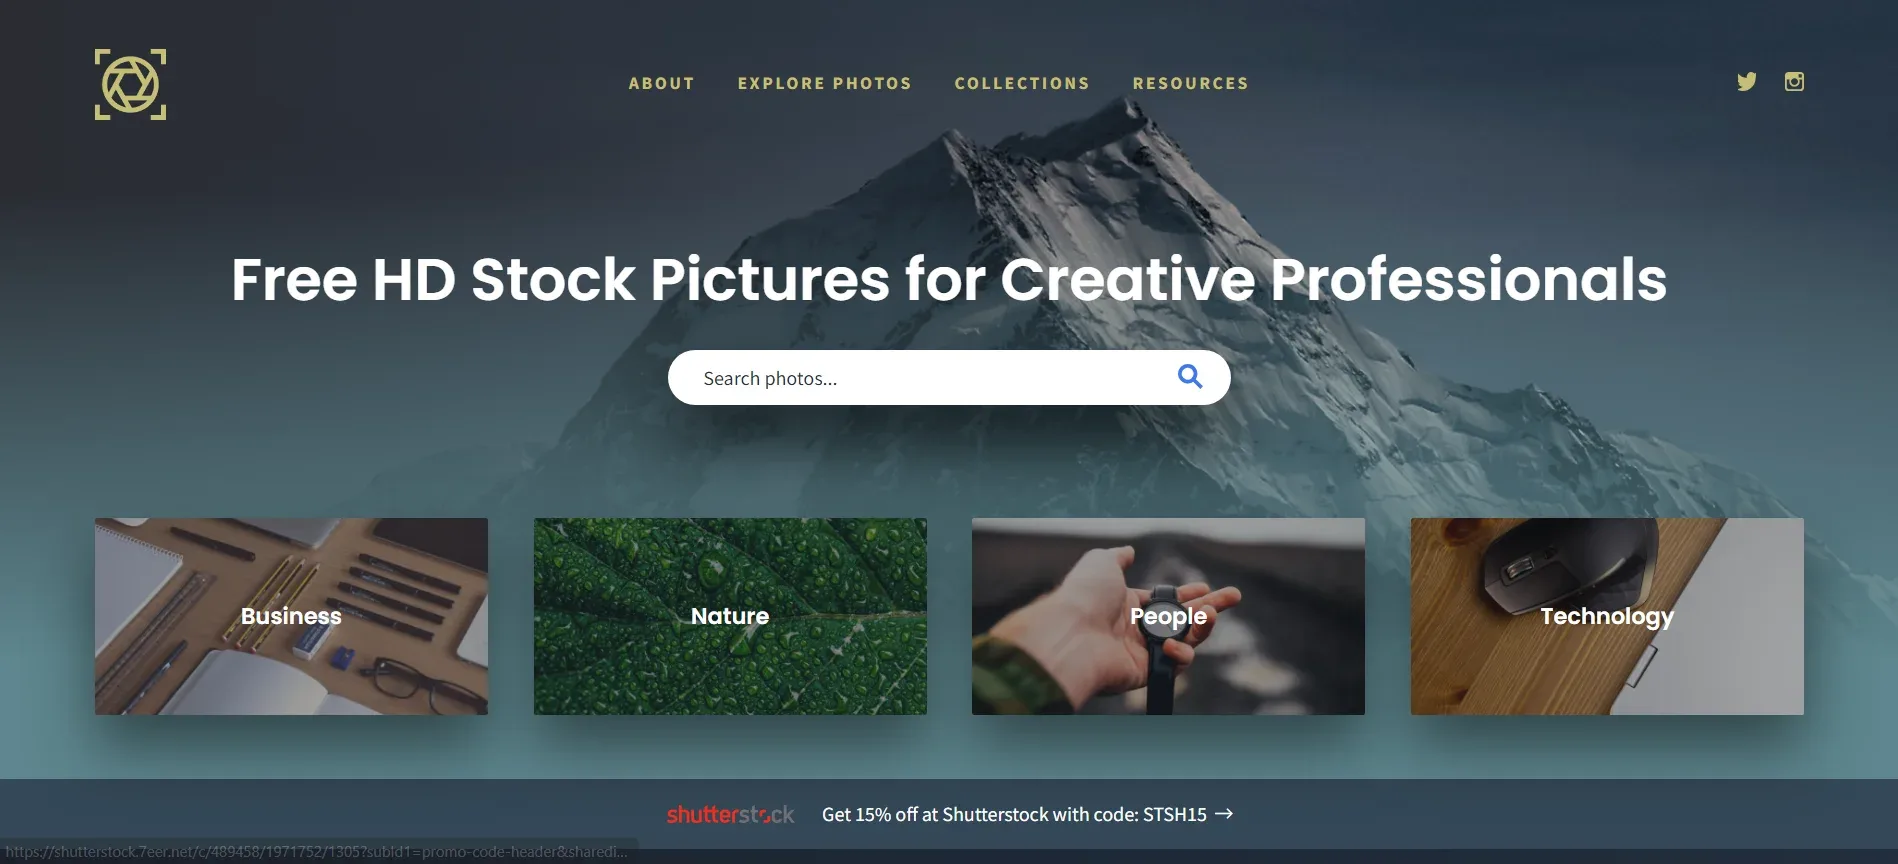 ABOUT EXPLORE PHOTOS COLLECTIONS RESOURCES
Free HD Stock Pictures for Creative Professionals
Search photos...
Business
Nature
People
Technology
shutterstock Get 15% off at Shutterstock with code: STSH15 →
https://shutterstock.7eer.net/c/489458/1971752/1305?subId1=promo-code-header&sharedi...